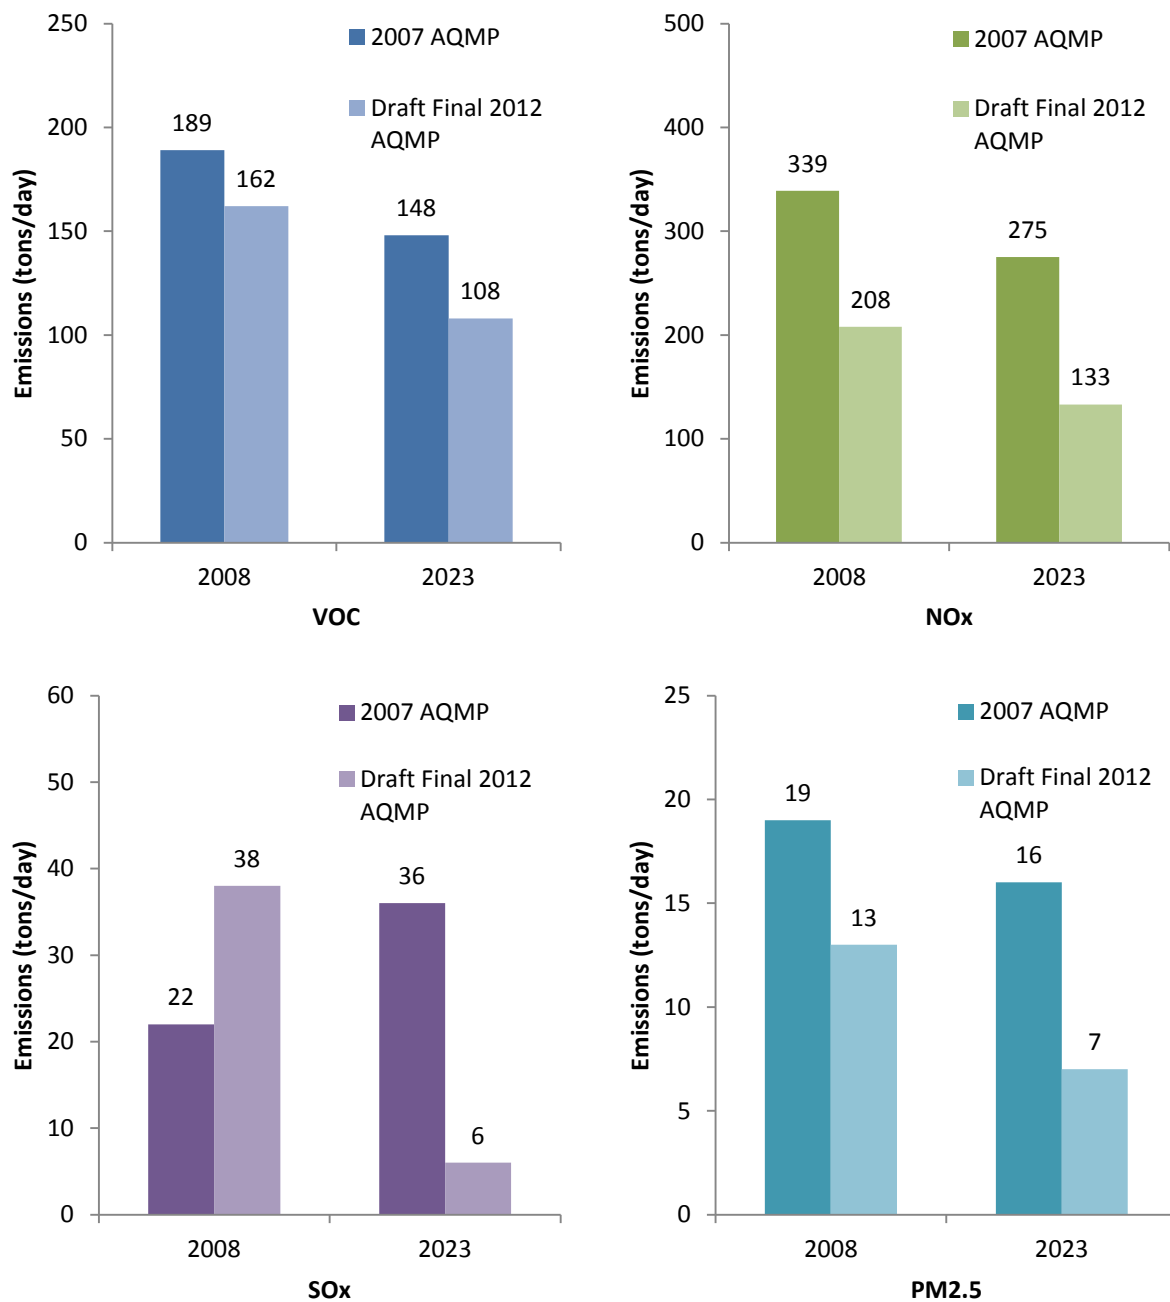 250
200
150
100
50
0
Emissions (tons/day)
2007 AQMP
Draft Final 2012
AQMP
189
162
148
108
2008
2023
VOC
500
400
300
200
100
0
Emissions (tons/day)
2007 AQMP
Draft Final 2012
AQMP
339
208
275
133
2008
2023
NOx
60
50
40
30
20
10
0
Emissions (tons/day)
2007 AQMP
Draft Final 2012
AQMP
22
38
36
6
2008
2023
SOx
25
20
15
10
5
0
Emissions (tons/day)
2007 AQMP
Draft Final 2012
AQMP
19
13
16
7
2008
2023
PM2.5